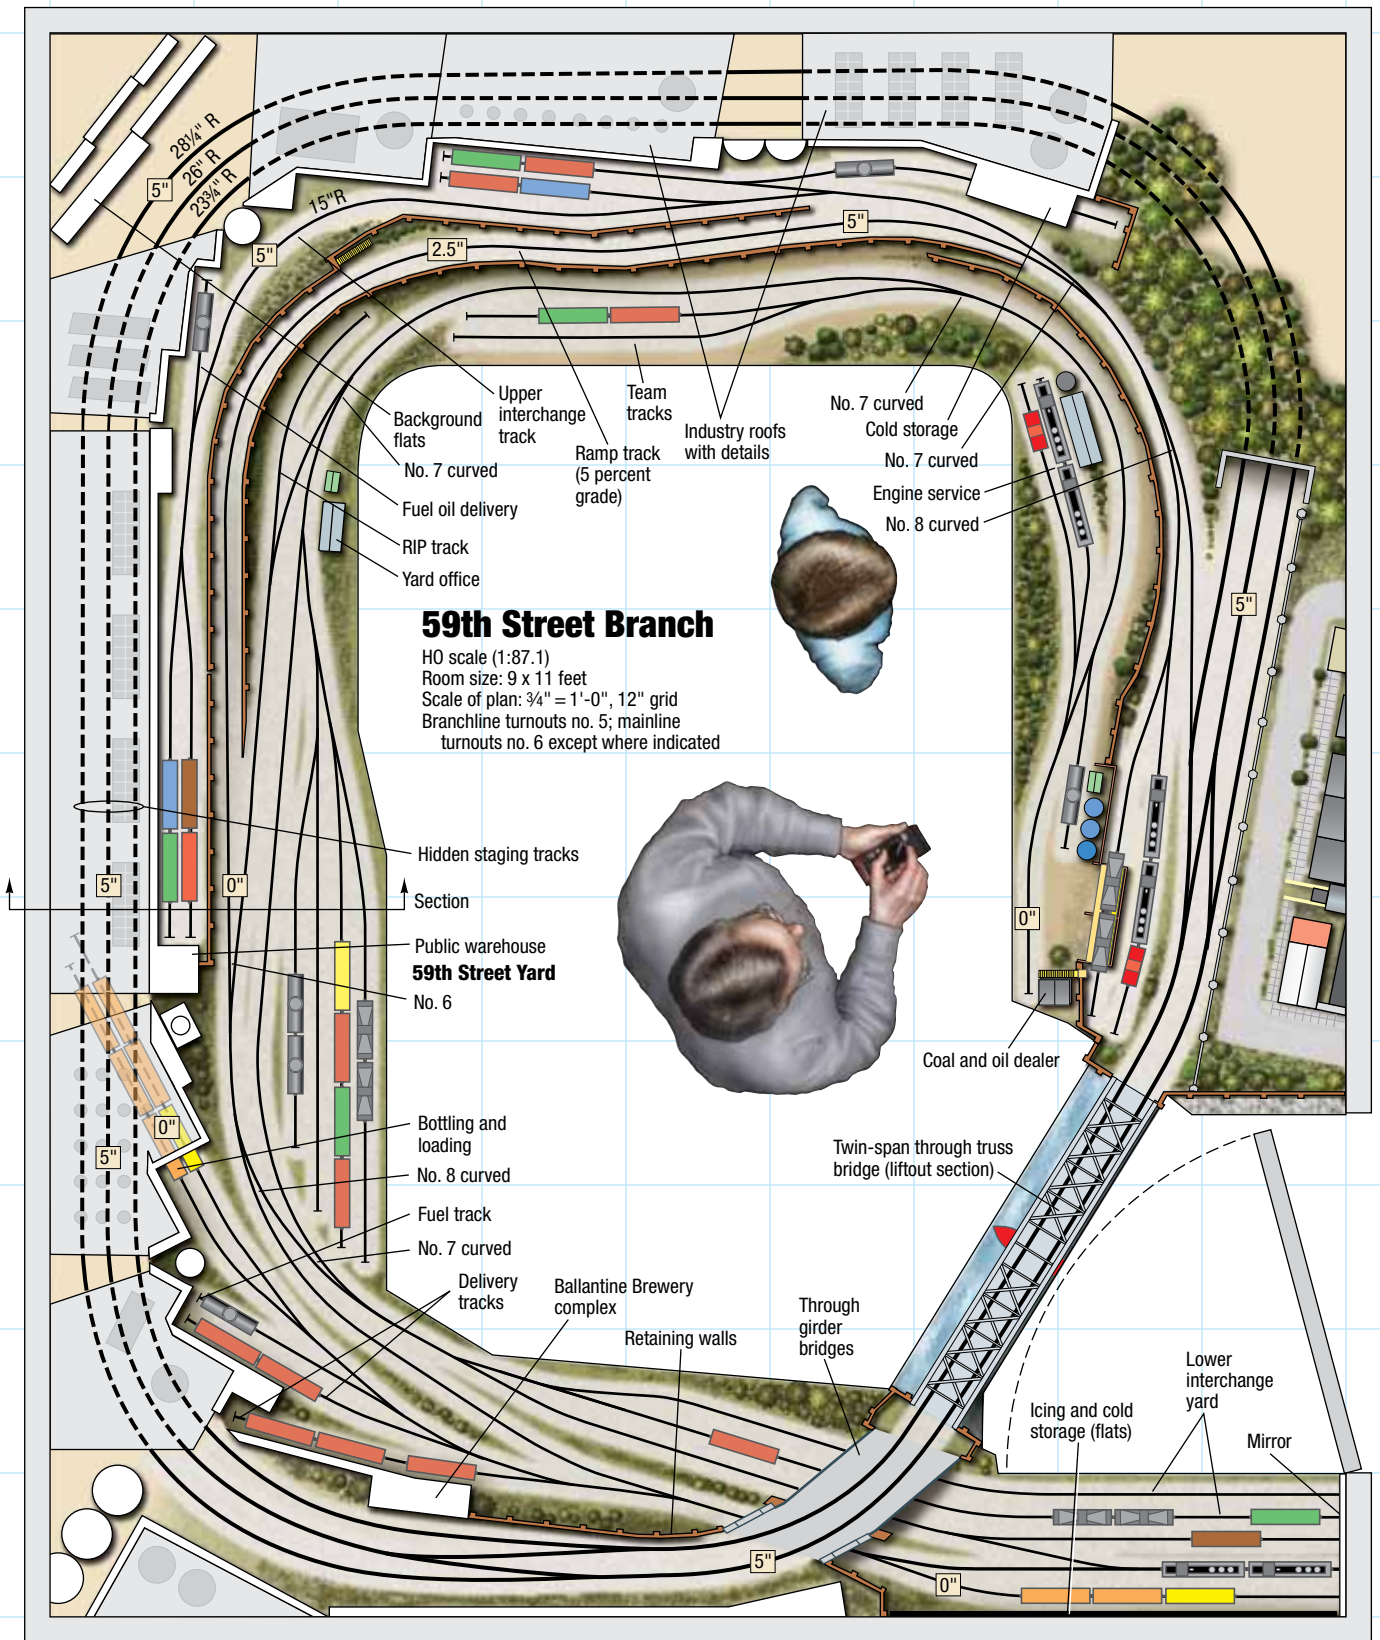 28¼" R
26" R
23¾" R
5"
15"R
5"
2.5"
5"
Upper
interchange
track
Team
tracks
Background
flats
No. 7 curved
Industry roofs
with details
Ramp track
(5 percent
grade)
No. 7 curved
Cold storage
No. 7 curved
Engine service
No. 8 curved
Fuel oil delivery
RIP track
Yard office
5"
59th Street Branch
HO scale (1:87.1)
Room size: 9 x 11 feet
Scale of plan: ¾" = 1'-0", 12" grid
Branchline turnouts no. 5; mainline
turnouts no. 6 except where indicated
Hidden staging tracks
5"
0"
Section
0"
Public warehouse
59th Street Yard
No. 6
Coal and oil dealer
0"
5"
Bottling and
loading
No. 8 curved
Twin-span through truss
bridge (liftout section)
Fuel track
No. 7 curved
Delivery
tracks
Ballantine Brewery
complex
Retaining walls
Through
girder
bridges
Lower
interchange
yard
Icing and cold
storage (flats)
Mirror
5"
0"